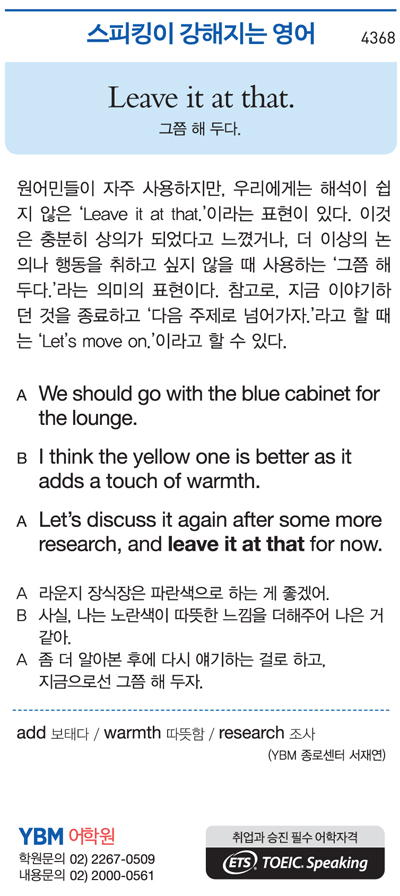 스피킹이 강해지는 영어 4368
Leave it at that.
그쯤 해 두다.
원어민들이 자주 사용하지만, 우리에게는 해석이 쉽
지 않은 ‘Leave it at that.’이라는 표현이 있다. 이것
은 충분히 상의가 되었다고 느꼈거나, 더 이상의 논
의나 행동을 취하고 싶지 않을 때 사용하는 ‘그쯤 해
두다.’라는 의미의 표현이다. 참고로, 지금 이야기하
던 것을 종료하고 ‘다음 주제로 넘어가자.’라고 할 때
는 ‘Let’s move on.’이라고 할 수 있다.
A We should go with the blue cabinet for
the lounge.
B I think the yellow one is better as it
adds a touch of warmth.
A Let’s discuss it again after some more
research, and leave it at that for now.
A 라운지 장식장은 파란색으로 하는 게 좋겠어.
B 사실, 나는 노란색이 따뜻한 느낌을 더해주어 나은 거
같아.
A 좀 더 알아본 후에 다시 얘기하는 걸로 하고,
지금으로선 그쯤 해 두자.
add 보태다 / warmth 따뜻함 / research 조사
(YBM 종로센터 서재연)
YBM 어학원
학원문의 02) 2267-0509
내용문의 02) 2000-0561
취업과 승진 필수 어학자격
ETS TOEIC Speaking